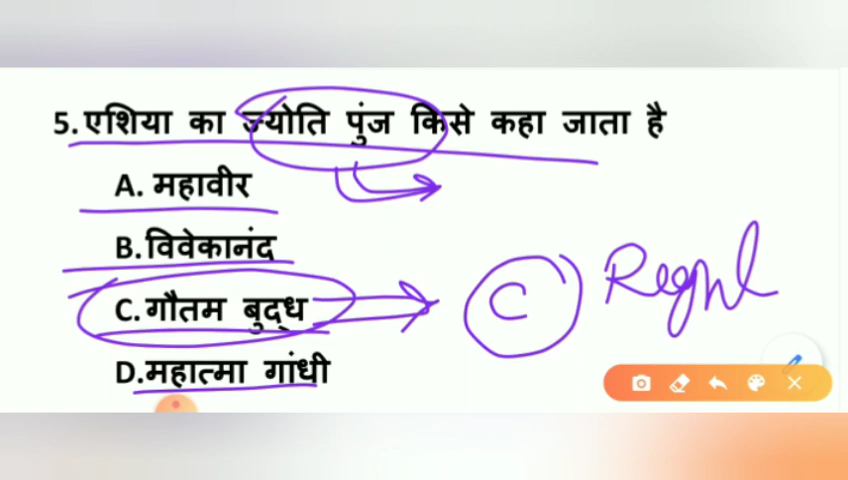 5. एशिया का ज्योति पुंज किसे कहा जाता है
A. महावीर
B. विवेकानंद
C. गौतम बुद्ध
C
D.महात्मा गांधी